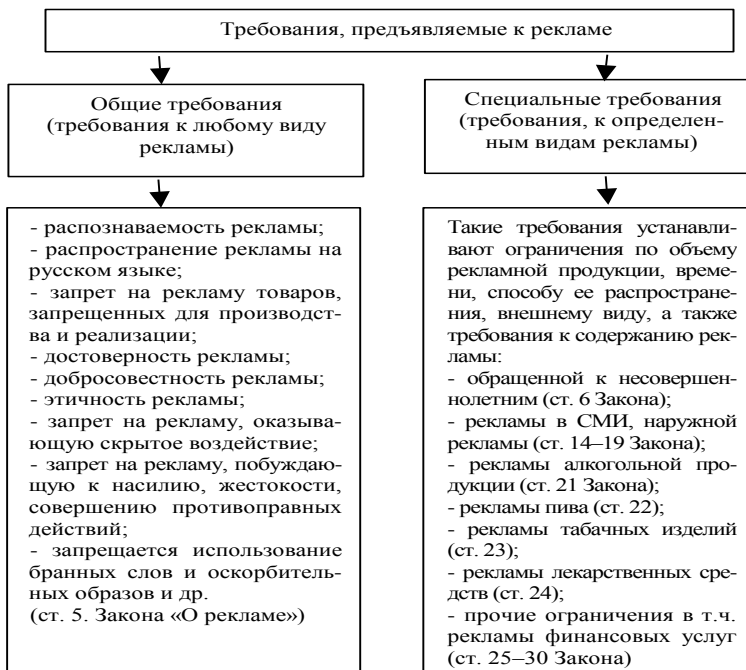 Требования, предъявляемые к рекламе
Общие требования
(требования к любому виду
рекламы)
Специальные требования
(требования, к определен-
ным видам рекламы)
- распознаваемость рекламы;
- распространение рекламы на
русском языке;
- запрет на рекламу товаров,
запрещенных для производст-
ва и реализации;
- достоверность рекламы;
- добросовестность рекламы;
- этичность рекламы;
- запрет на рекламу, оказыва-
ющую скрытое воздействие;
- запрет на рекламу, побуждаю-
щую к насилию, жестокости,
совершению противоправных
действий;
- запрещается использование
бранных слов и оскорбитель-
ных образов и др.
(ст. 5. Закона «О рекламе»)
Такие требования устанавли-
вают ограничения по объему
рекламной продукции, време-
ни, способу ее распростране-
ния, внешнему виду, а также
требования к содержанию рек-
ламы:
- обращенной к несовершен-
нолетним (ст. 6 Закона);
- рекламы в СМИ, наружной
рекламы (ст. 14–19 Закона);
- рекламы алкогольной про-
дукции (ст. 21 Закона);
- рекламы пива (ст. 22);
- рекламы табачных изделий
(ст. 23);
- рекламы лекарственных сре-
дств (ст. 24);
- прочие ограничения в т.ч.
рекламы финансовых услуг
(ст. 25–30 Закона)